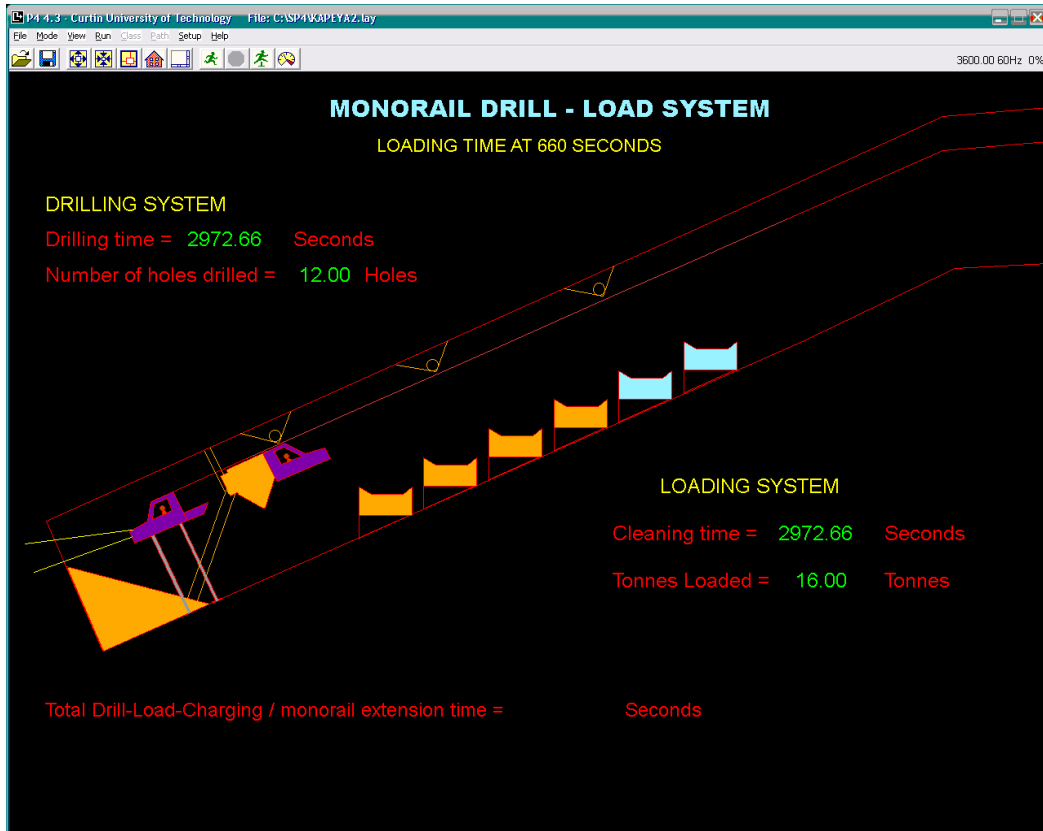 P4 4.3 - Curtin University of Technology File: C:\SP4\KAPEYA2.lay
File Mode View Run Class Path Setup Help
3600.00 60Hz 0%
MONORAIL DRILL - LOAD SYSTEM
LOADING TIME AT 660 SECONDS
DRILLING SYSTEM
Drilling time = 2972.66 Seconds
Number of holes drilled = 12.00 Holes
LOADING SYSTEM
Cleaning time = 2972.66 Seconds
Tonnes Loaded = 16.00 Tonnes
Total Drill-Load-Charging / monorail extension time = Seconds